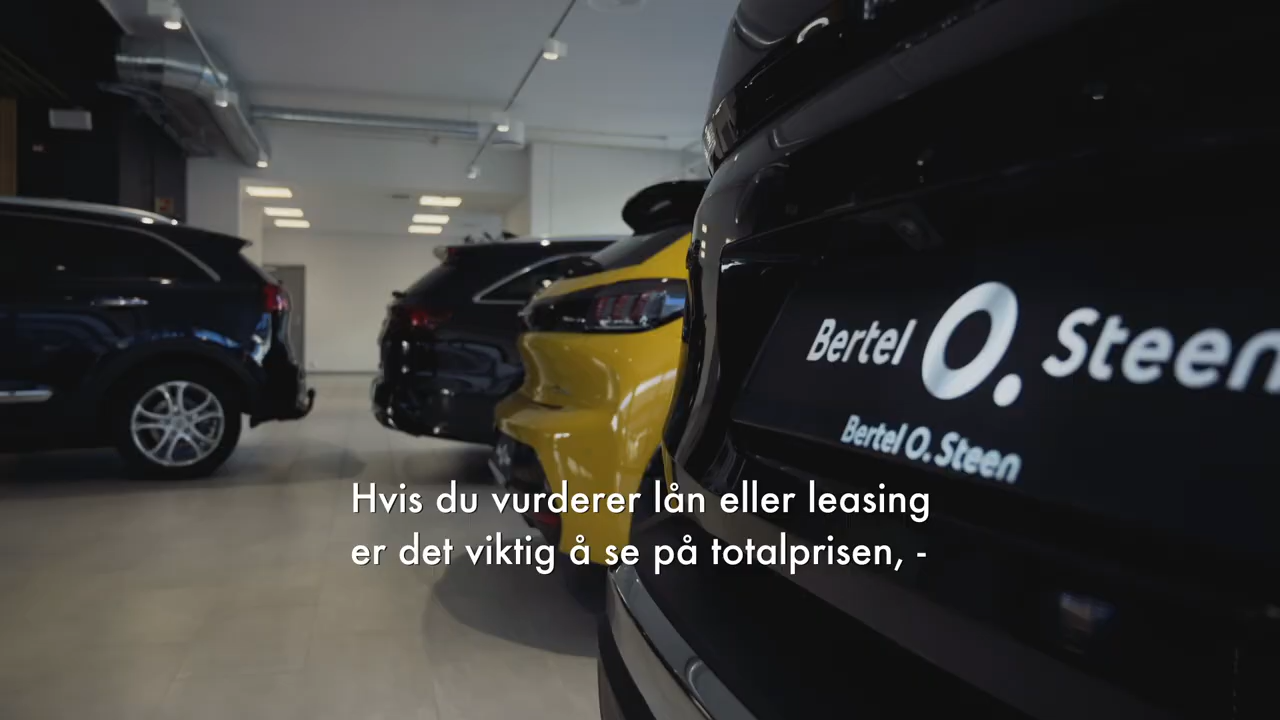 Bertel O. Steen
Bertel O. Steen
Hvis du vurderer lån eller leasing
er det viktig å se på totalprisen, -